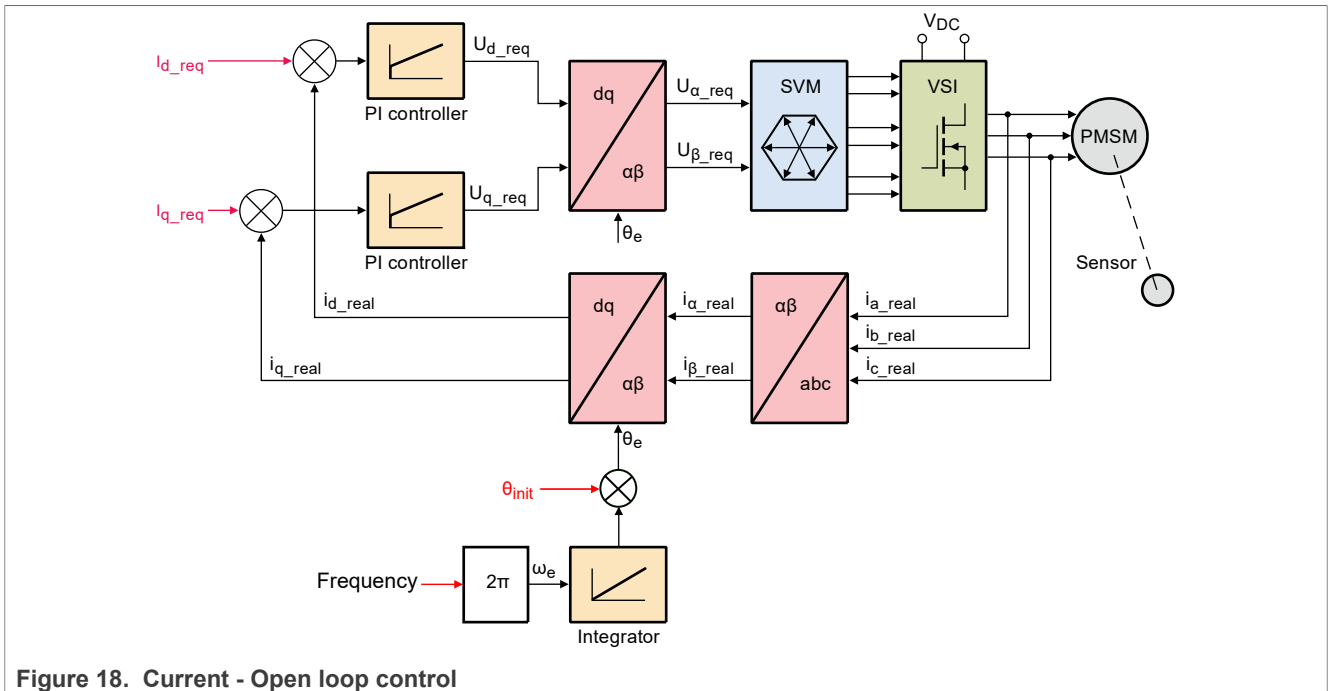 V_DC
I_d_req
U_d_req
PI controller
dq
αβ
U_α_req
U_β_req
SVM
VSI
PMSM
I_q_req
U_q_req
PI controller
θ_e
Sensor
i_d_real
dq
αβ
i_α_real
αβ
abc
i_a_real
i_b_real
i_q_real
i_β_real
i_c_real
θ_e
θ_init
Frequency
2π
ω_e
Integrator
Figure 18. Current - Open loop control